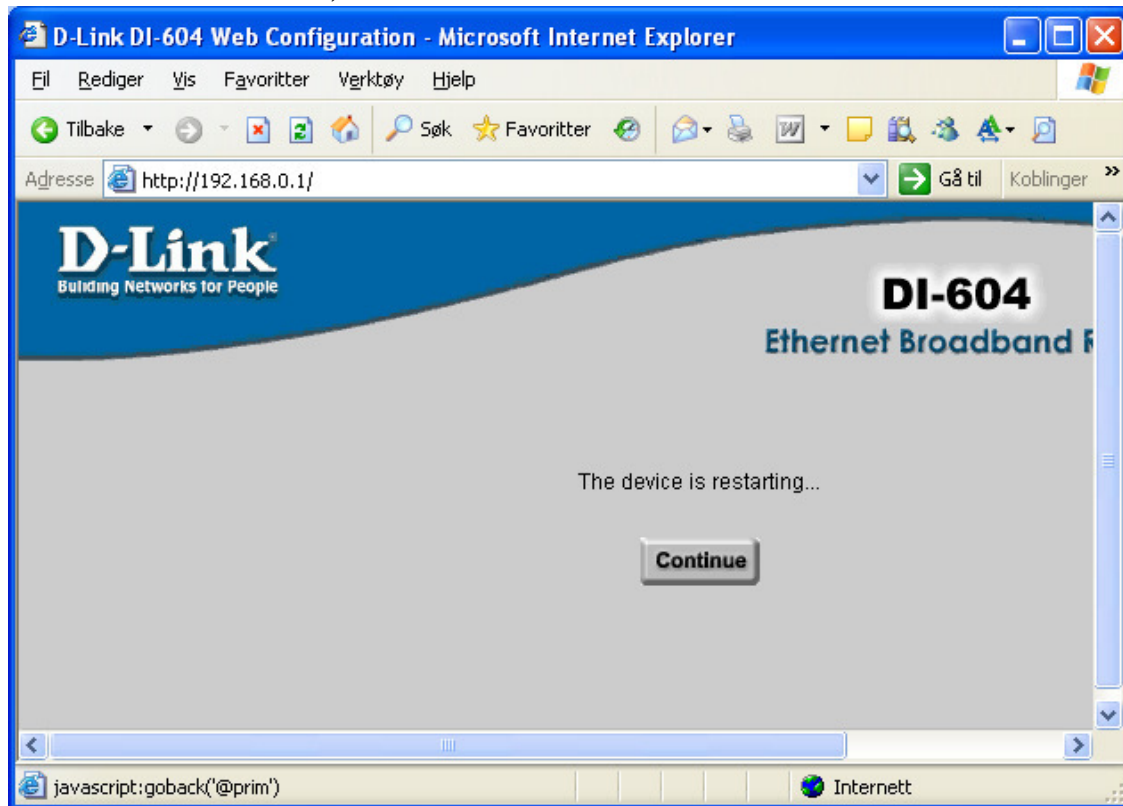 D-Link DI-604 Web Configuration - Microsoft Internet Explorer
Fil Rediger Vis Favoritter Verktøy Hjelp
Tilbake Søk Favoritter W
Adresse http://192.168.0.1/ Gå til Koblinger »
D-Link
Building Networks for People
DI-604
Ethernet Broadband
The device is restarting...
Continue
javascript:goback('@prim') Internett